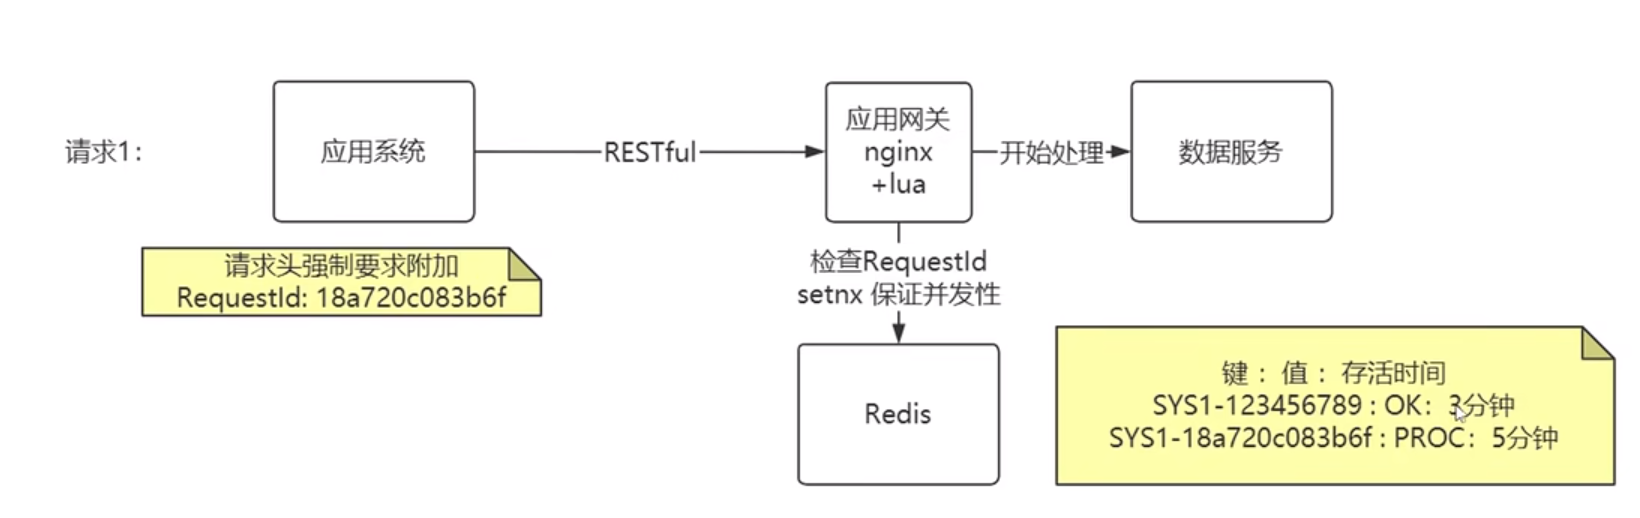 请求1：
应用系统
RESTful
应用网关
nginx
+lua
开始处理
数据服务
请求头强制要求附加
RequestId: 18a720c083b6f
检查RequestId
setnx 保证并发性
Redis
键： 值： 存活时间
SYS1-123456789 : OK： 3分钟
SYS1-18a720c083b6f : PROC： 5分钟